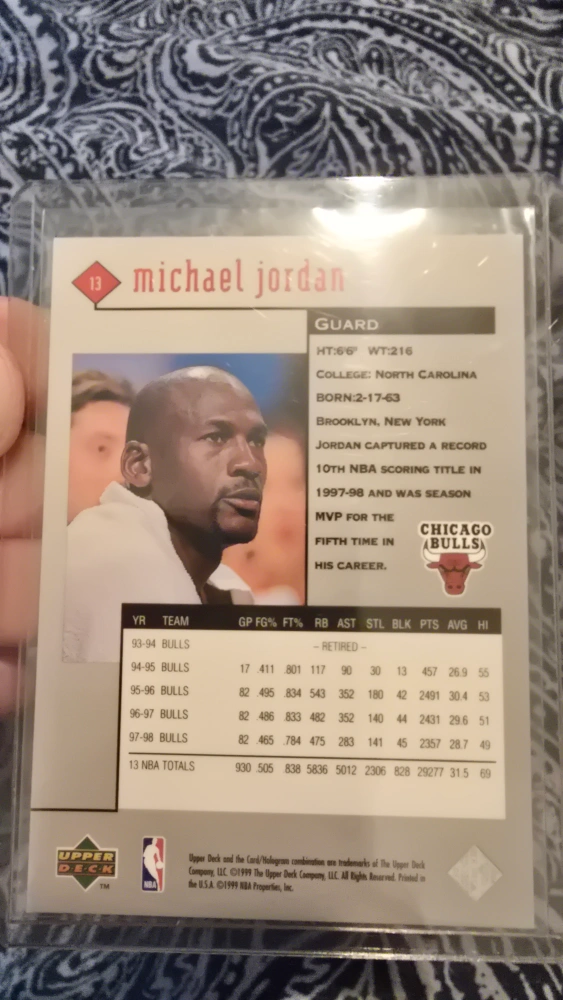 13 michael jordan
GUARD
HT:6'6" WT:216
COLLEGE: NORTH CAROLINA
BORN:2-17-63
BROOKLYN, NEW YORK
JORDAN CAPTURED A RECORD
10TH NBA SCORING TITLE IN
1997-98 AND WAS SEASON
MVP FOR THE
FIFTH TIME IN
HIS CAREER.
CHICAGO
BULLS
YR TEAM GP FG% FT% RB AST STL BLK PTS AVG HI
93-94 BULLS – RETIRED –
94-95 BULLS 17 .411 .801 117 90 30 13 457 26.9 55
95-96 BULLS 82 .495 .834 543 352 180 42 2491 30.4 53
96-97 BULLS 82 .486 .833 482 352 140 44 2431 29.6 51
97-98 BULLS 82 .465 .784 475 283 141 45 2357 28.7 49
13 NBA TOTALS 930 .505 .838 5836 5012 2306 828 29277 31.5 69
UPPER
DECK
TM
NBA
Upper Deck and the Card/Hologram combination are trademarks of The Upper Deck
Company, LLC. ©1999 The Upper Deck Company, LLC. All Rights Reserved. Printed in
the U.S.A. ©1999 NBA Properties, Inc.